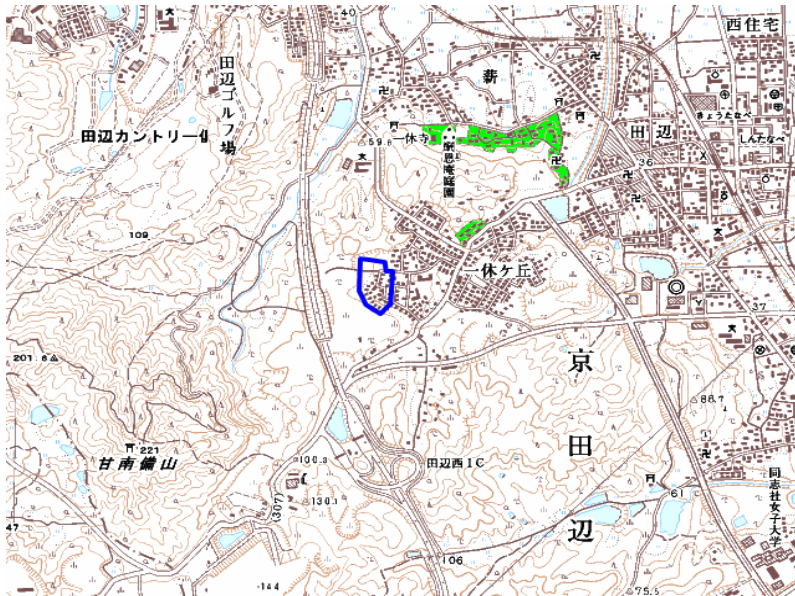 40
西住宅
薪
田辺ゴルフ場
田辺カントリー
きょうたなべ
田辺
しんたなべ
59.8
一休寺
酬恩庵庭園
36
X
109
一休ケ丘
37
201.6
京田辺
88.7
221
甘南備山
100.3
田辺西IC
130.1
(307)
61
同志社女子大学
47
106
-144
75.5